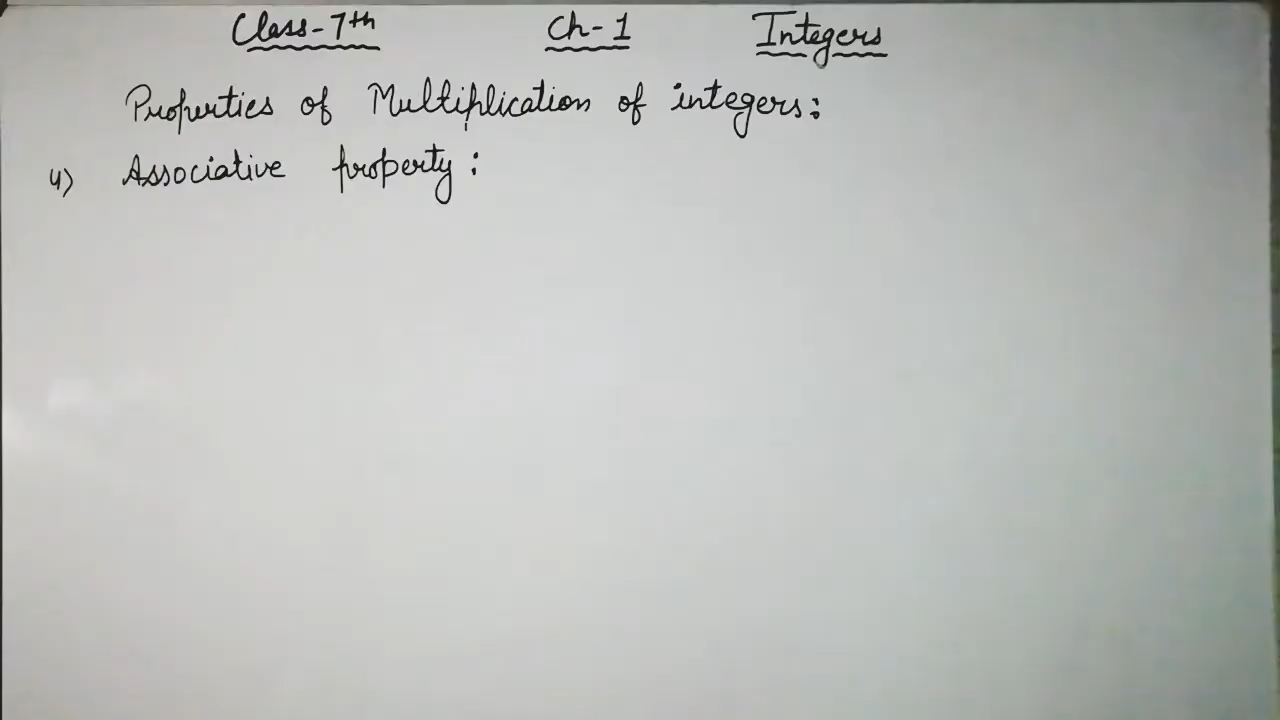 Class-7th Ch-1 Integers
Properties of Multiplication of integers:
4) Associative property: